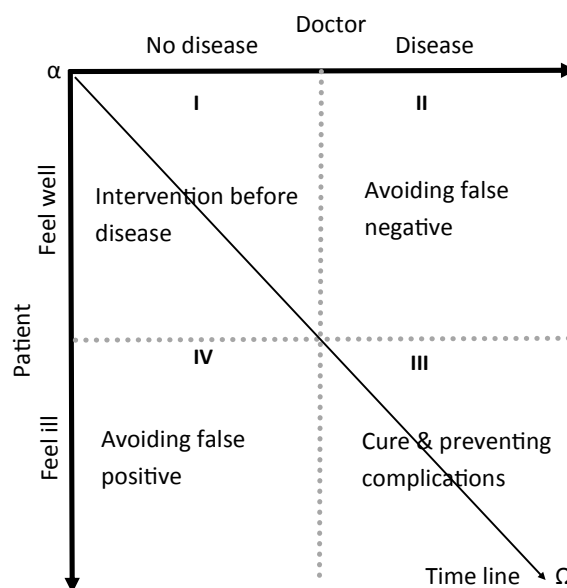 Doctor
No disease
Disease
α
I
II
Feel well
Intervention before
disease
Avoiding false
negative
Patient
IV
III
Feel ill
Avoiding false
positive
Cure & preventing
complications
Time line
Ω